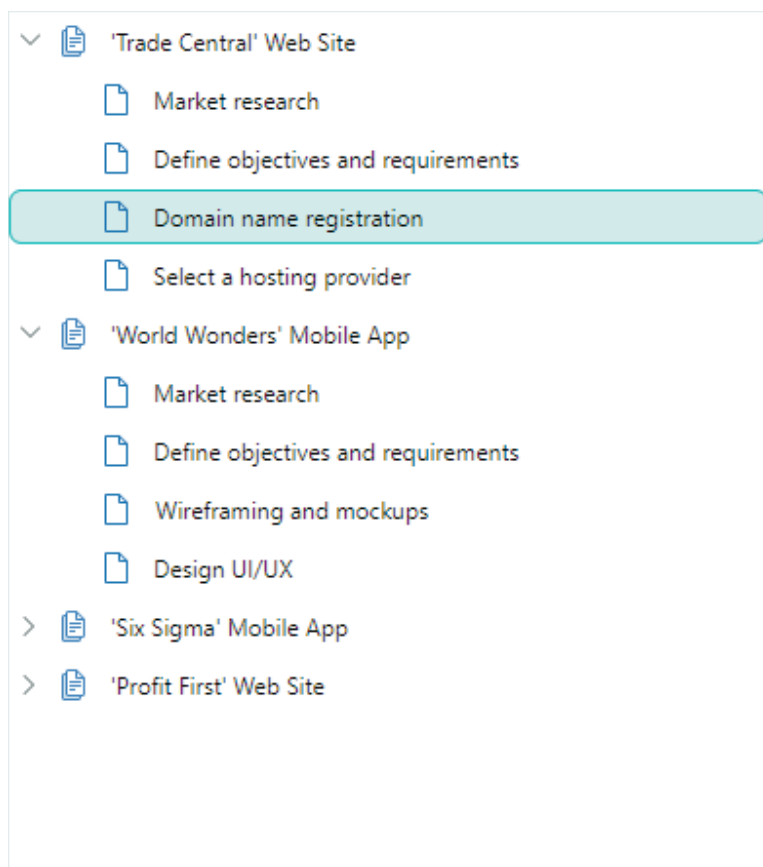 'Trade Central' Web Site
Market research
Define objectives and requirements
Domain name registration
Select a hosting provider
'World Wonders' Mobile App
Market research
Define objectives and requirements
Wireframing and mockups
Design UI/UX
'Six Sigma' Mobile App
'Profit First' Web Site